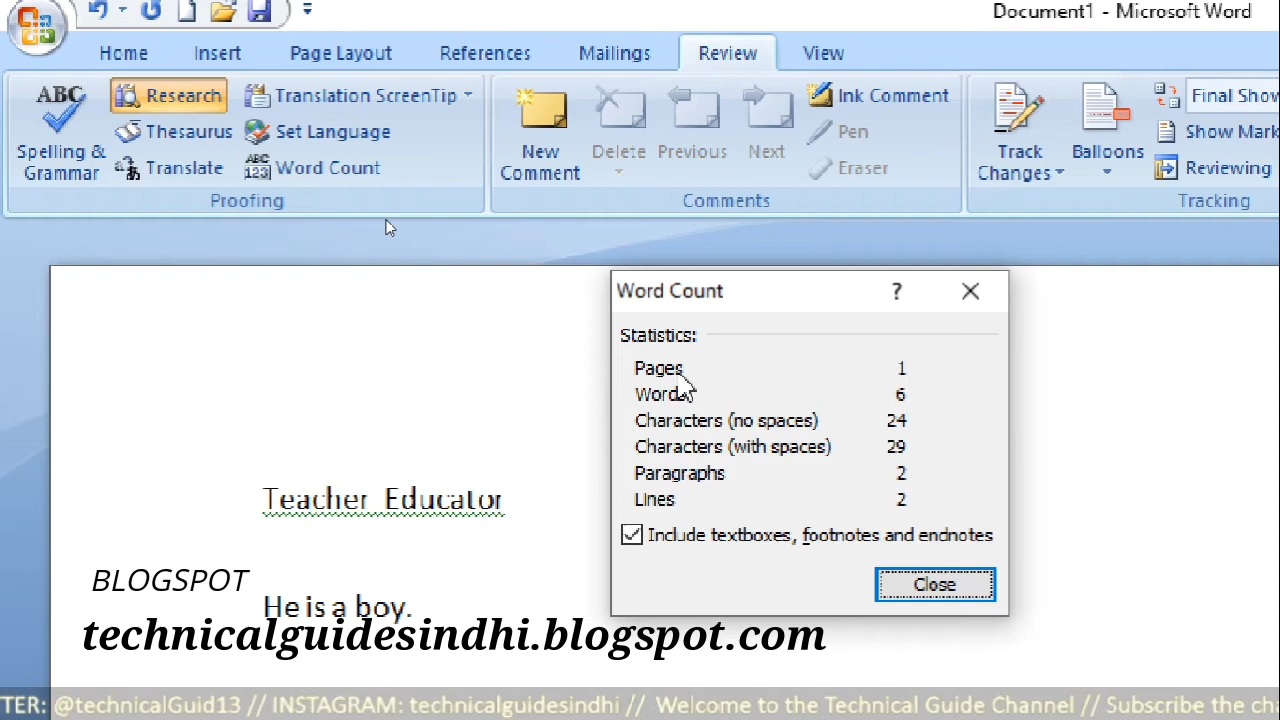 Document1 - Microsoft Word
Home Insert Page Layout References Mailings Review View
ABC Spelling & Grammar
Research
Thesaurus
Translate
Translation ScreenTip
Set Language
ABC 123 Word Count
Proofing
New Comment
Delete
Previous
Next
Ink Comment
Pen
Eraser
Comments
Track Changes
Balloons
Final Show
Show Mark
Reviewing
Tracking
Word Count ?
Statistics:
Pages 1
Words 6
Characters (no spaces) 24
Characters (with spaces) 29
Paragraphs 2
Lines 2
Include textboxes, footnotes and endnotes
Close
Teacher Educator
BLOGSPOT
He is a boy.
technicalguidesindhi.blogspot.com
TER: @technicalGuid13 // INSTAGRAM: technicalguidesindhi // Welcome to the Technical Guide Channel // Subscribe the cha